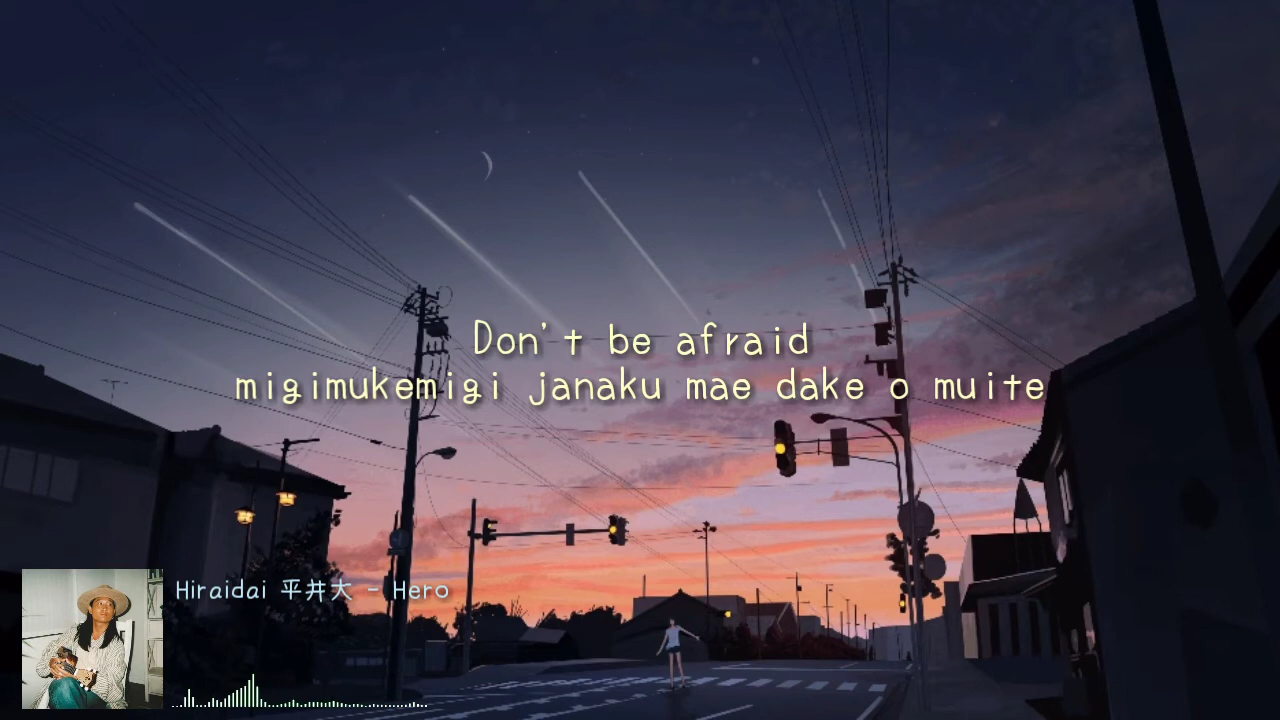 Don't be afraid
migimukemigi janaku mae dake o muite
Hiraidai 平井大 - Hero